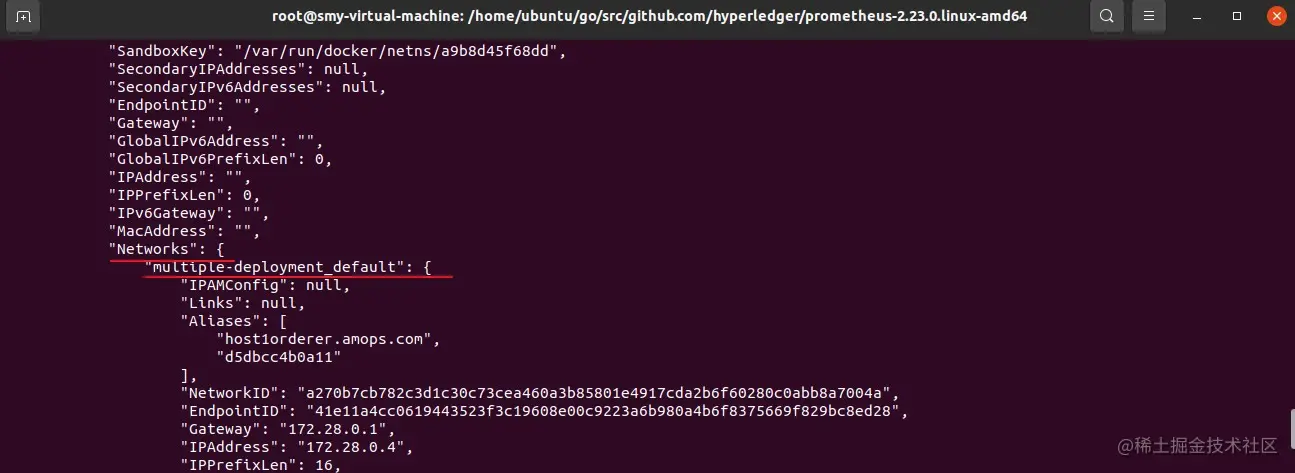 root@smy-virtual-machine: /home/ubuntu/go/src/github.com/hyperledger/prometheus-2.23.0.linux-amd64
"SandboxKey": "/var/run/docker/netns/a9b8d45f68dd",
"SecondaryIPAddresses": null,
"SecondaryIPv6Addresses": null,
"EndpointID": "",
"Gateway": "",
"GlobalIPv6Address": "",
"GlobalIPv6PrefixLen": 0,
"IPAddress": "",
"IPPrefixLen": 0,
"IPv6Gateway": "",
"MacAddress": "",
"Networks": {
"multiple-deployment_default": {
"IPAMConfig": null,
"Links": null,
"Aliases": [
"host1orderer.amops.com",
"d5dbcc4b0a11"
],
"NetworkID": "a270b7cb782c3d1c30c73cea460a3b85801e4917cda2b6f60280c0abb8a7004a",
"EndpointID": "41e11a4cc0619443523f3c19608e00c9223a6b980a4b6f8375669f829bc8ed28",
"Gateway": "172.28.0.1",
"IPAddress": "172.28.0.4",
"IPPrefixLen": 16,
@稀土掘金技术社区